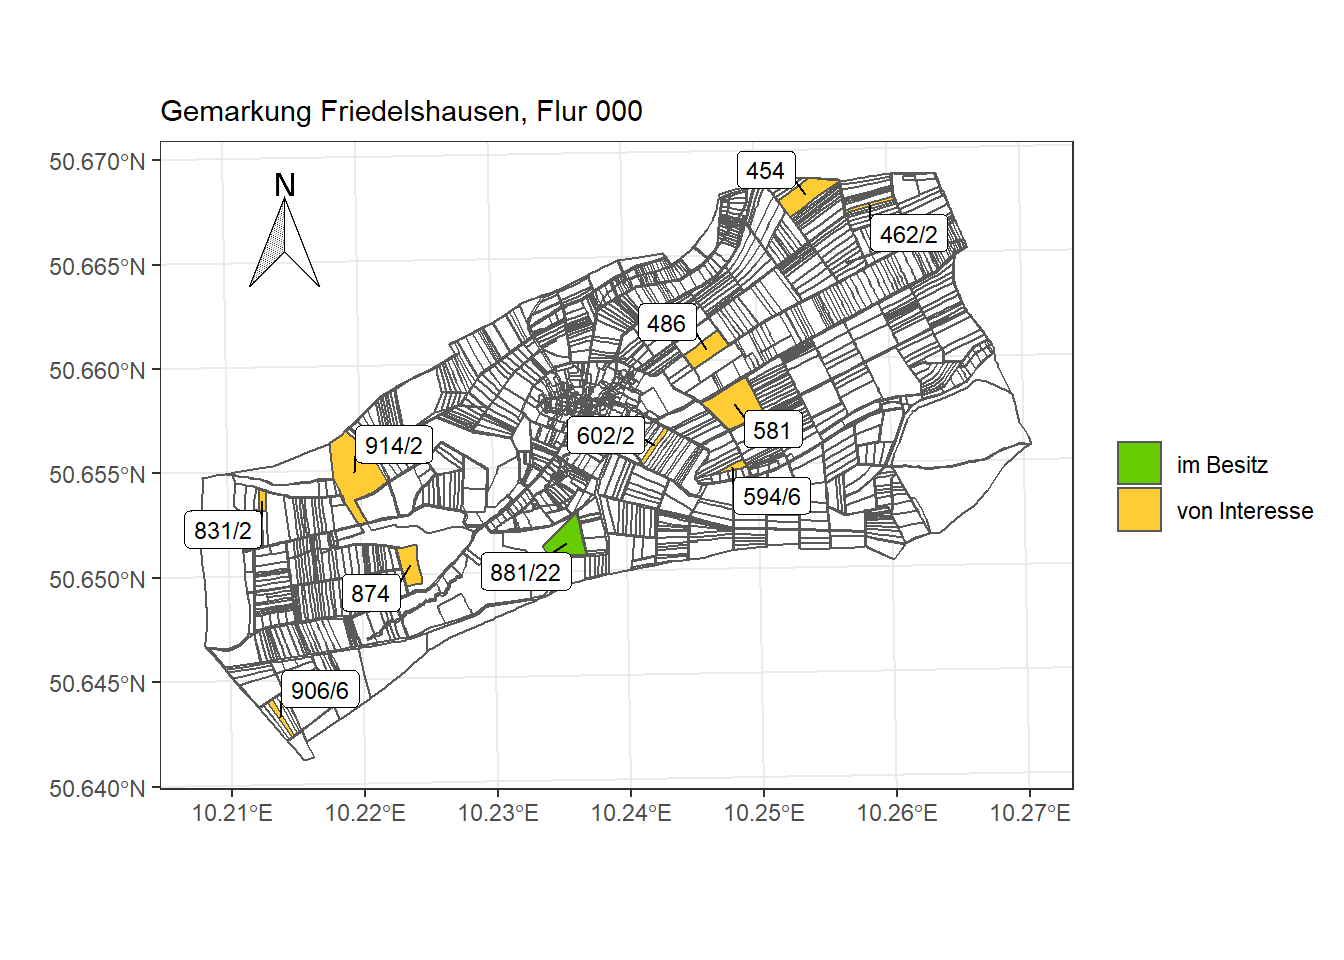 Gemarkung Friedelshausen, Flur 000
50.670°N
50.665°N
50.660°N
50.655°N
50.650°N
50.645°N
50.640°N
N
454
462/2
486
581
602/2
914/2
594/6
831/2
881/22
874
906/6
10.21°E
10.22°E
10.23°E
10.24°E
10.25°E
10.26°E
10.27°E
im Besitz
von Interesse